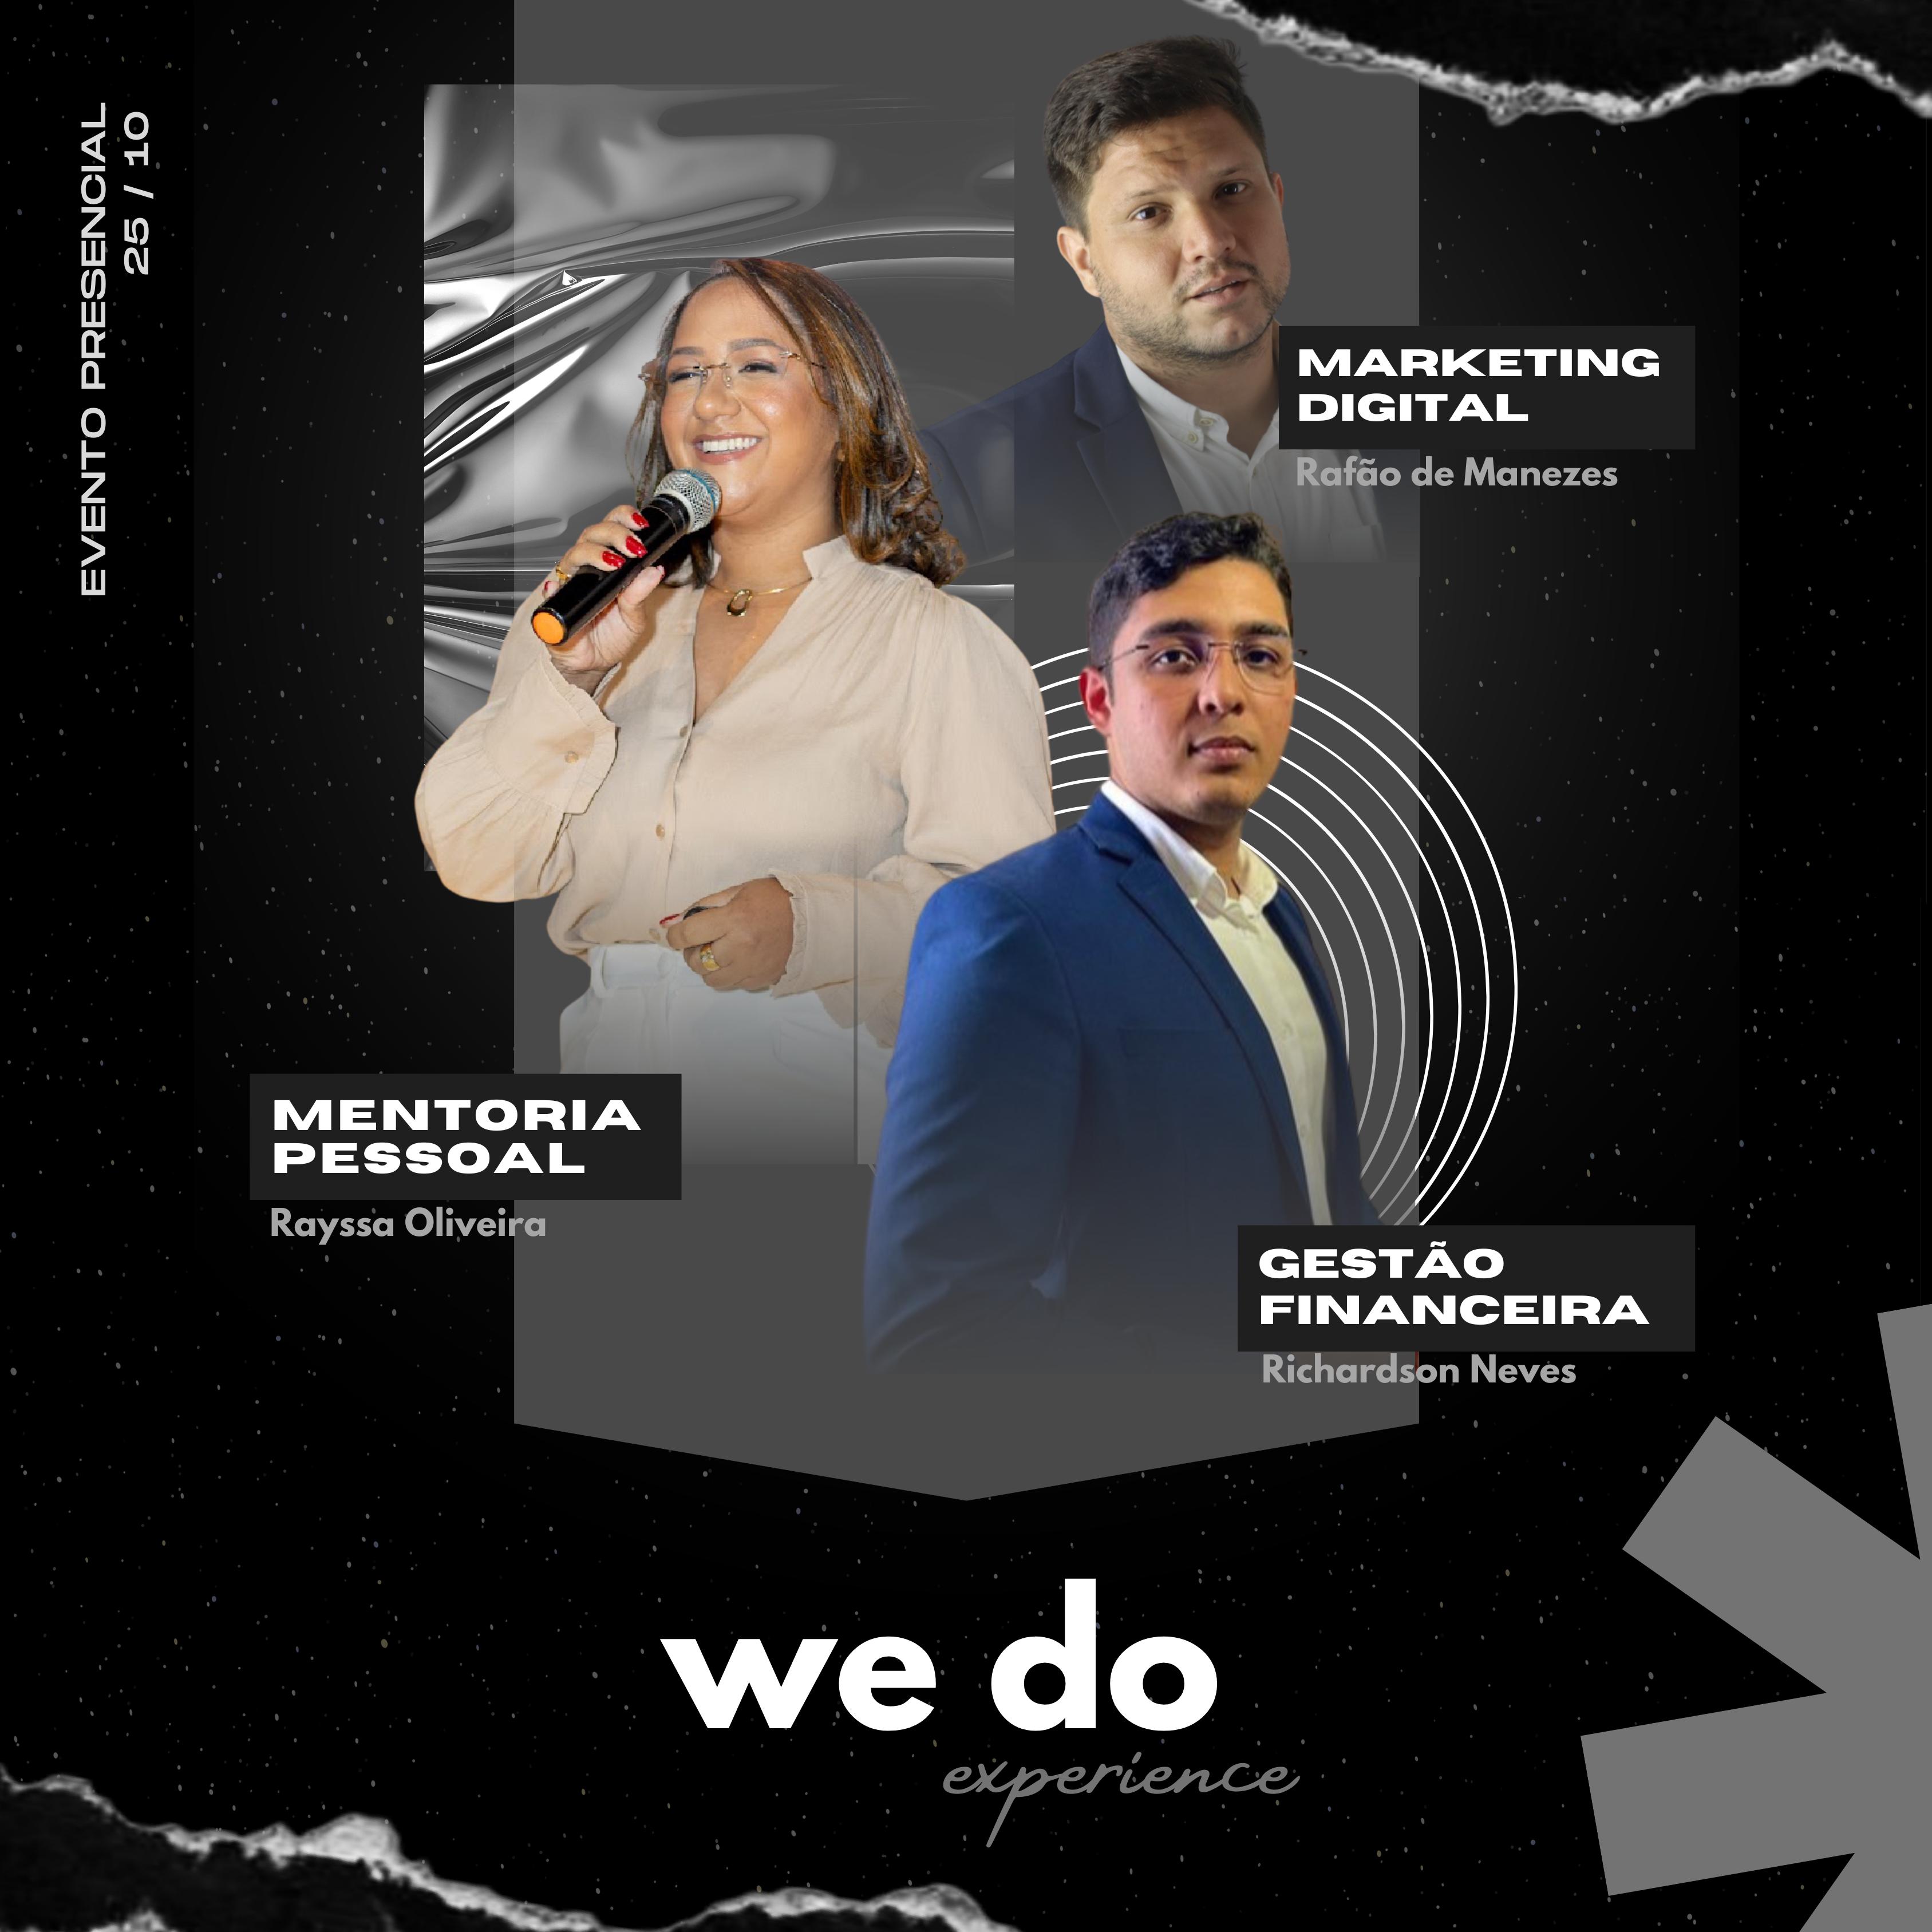 EVENTO PRESENCIAL
25 / 10
MARKETING
DIGITAL
Rafão de Manezes
MENTORIA
PESSOAL
Rayssa Oliveira
GESTÃO
FINANCEIRA
Richardson Neves
we do
experience